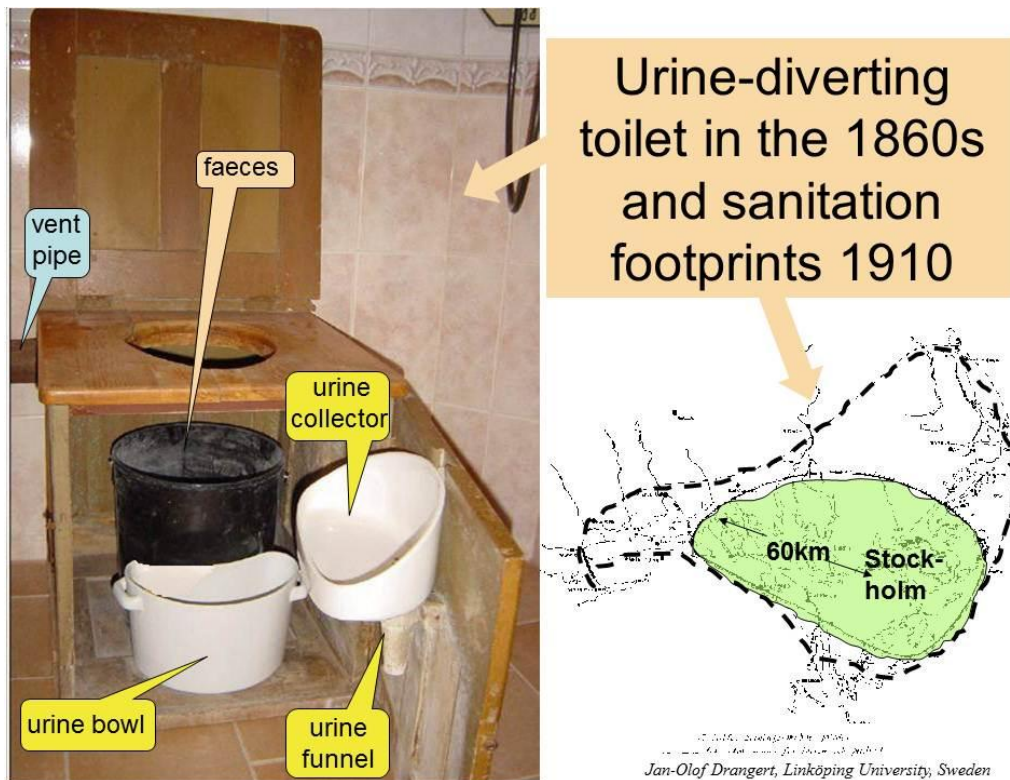 Urine-diverting
toilet in the 1860s
and sanitation
footprints 1910
faeces
vent
pipe
urine
collector
urine bowl
urine
funnel
60km
Stock-
holm
Jan-Olof Drangert, Linköping University, Sweden